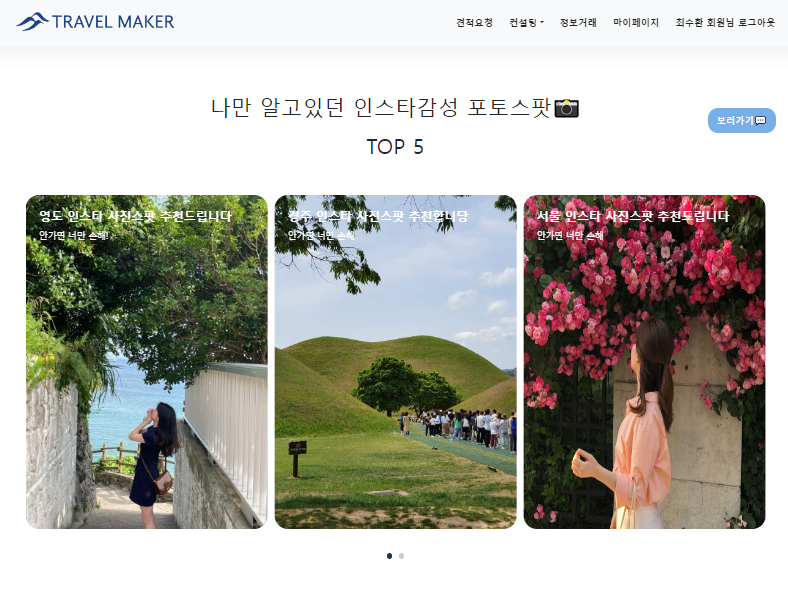 TRAVEL MAKER
견적요청 컨설팅 정보거래 마이페이지 최수환 회원님 로그아웃
나만 알고있던 인스타감성 포토스팟📷
TOP 5
보러가기💬
영도 인스타 사진스팟 추천드립니다
안가면 너만 손해!
경주 인스타 사진스팟 추천합니당
안가면 너만 손해
서울 인스타 사진스팟 추천드립니다
안가면 너만 손해